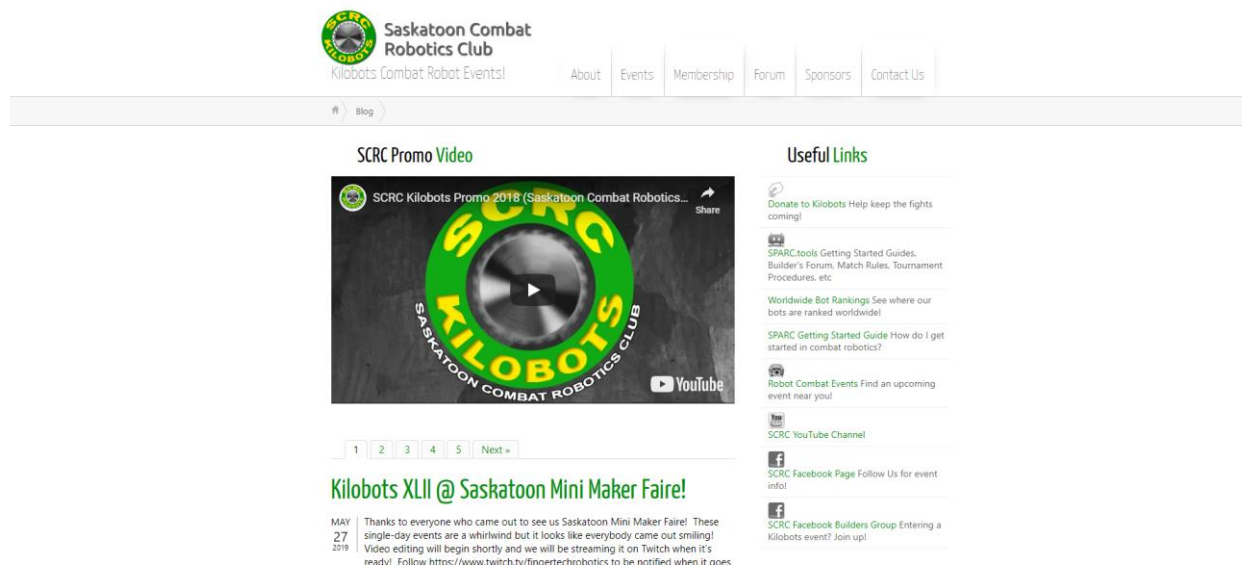 SCRC
KILOBOTS
Saskatoon Combat
Robotics Club
Kilobots Combat Robot Events!
About
Events
Membership
Forum
Sponsors
Contact Us
Blog
SCRC Promo Video
SCRC Kilobots Promo 2018 (Saskatoon Combat Robotics...
Share
SCRC
KILOBOTS
SASKATOON COMBAT ROBOTICS CLUB
YouTube
1 2 3 4 5 Next »
Kilobots XLII @ Saskatoon Mini Maker Faire!
MAY
27
2019
Thanks to everyone who came out to see us Saskatoon Mini Maker Faire! These
single-day events are a whirlwind but it looks like everybody came out smiling!
Video editing will begin shortly and we will be streaming it on Twitch when it's
ready! Follow https://www.twitch.tv/fingertechrobotics to be notified when it goes
Useful Links
Donate to Kilobots Help keep the fights
coming!
SPARC.tools Getting Started Guides,
Builder's Forum, Match Rules, Tournament
Procedures, etc
Worldwide Bot Rankings See where our
bots are ranked worldwide!
SPARC Getting Started Guide How do I get
started in combat robotics?
Robot Combat Events Find an upcoming
event near you!
You
SCRC YouTube Channel
SCRC Facebook Page Follow Us for event
info!
SCRC Facebook Builders Group Entering a
Kilobots event? Join up!